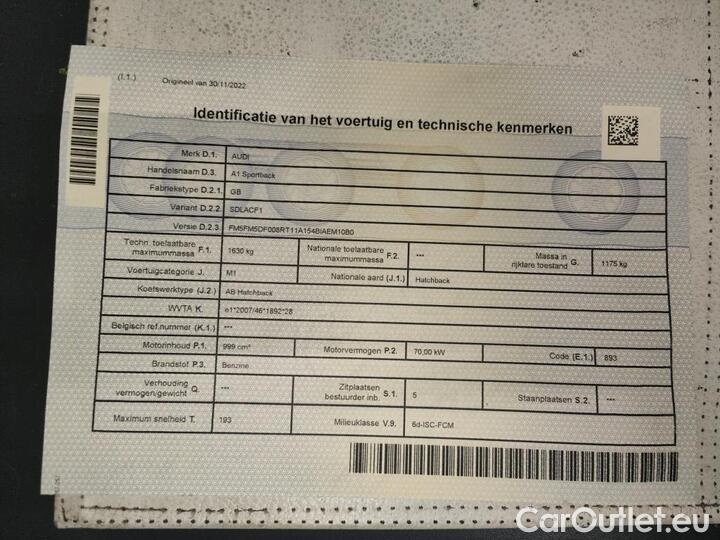 (I.1.) Origineel van 30/11/2022
Identificatie van het voertuig en technische kenmerken
Merk D.1. AUDI
Handelsnaam D.3. A1 Sportback
Fabriekstype D.2.1. GB
Variant D.2.2. SDLACF1
Versie D.2.3. FM5FM5DF008RT11A154BIAEM10B0
Techn. toelaatbare maximummassa F.1. 1630 kg Nationale toelaatbare maximummassa F.2. --- Massa in rijklare toestand G. 1175 kg
Voertuigcategorie J. M1 Nationale aard (J.1.) Hatchback
Koetswerktype (J.2.) AB Hatchback
WVTA K. e1*2007/46*1892*28
Belgisch ref.nummer (K.1.) ---
Motorinhoud P.1. 999 cm³ Motorvermogen P.2. 70,00 kW Code (E.1.) 893
Brandstof P.3. Benzine
Verhouding vermogen/gewicht Q. --- Zitplaatsen bestuurder inb. S.1. 5 Staanplaatsen S.2. ---
Maximum snelheid T. 193 Milieuklasse V.9. 6d-ISC-FCM
CarOutlet.eu